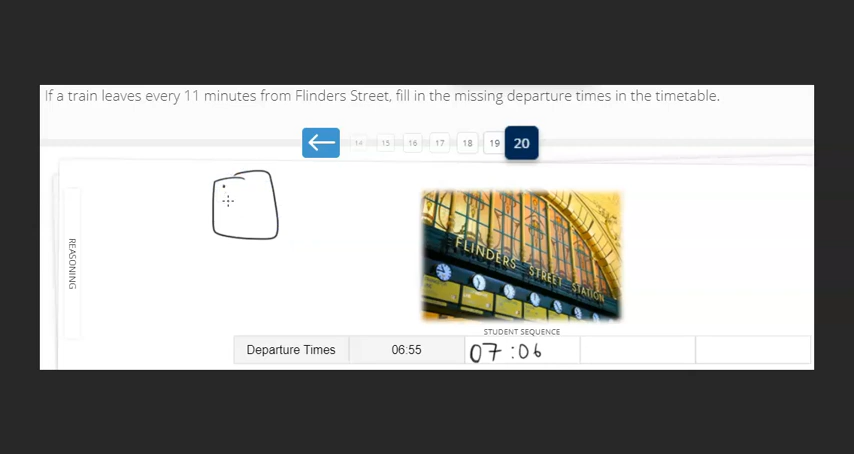 If a train leaves every 11 minutes from Flinders Street, fill in the missing departure times in the timetable.
14 15 16 17 18 19 20
REASONING
FLINDERS STREET STATION
STUDENT SEQUENCE
Departure Times 06:55 07:06